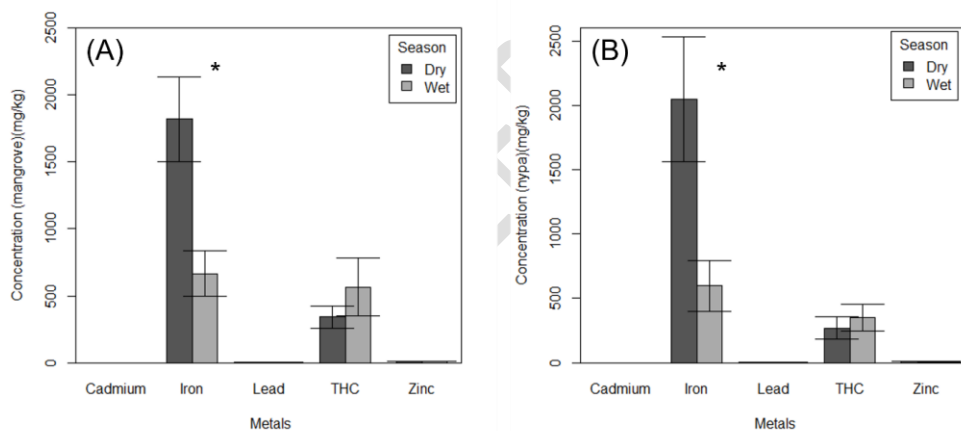 (A)
Season
Dry
Wet
*
Concentration (mangrove)(mg/kg)
2500
2000
1500
1000
500
0
Cadmium Iron Lead THC Zinc
Metals
(B)
Season
Dry
Wet
*
Concentration (nypa)(mg/kg)
2500
2000
1500
1000
500
0
Cadmium Iron Lead THC Zinc
Metals